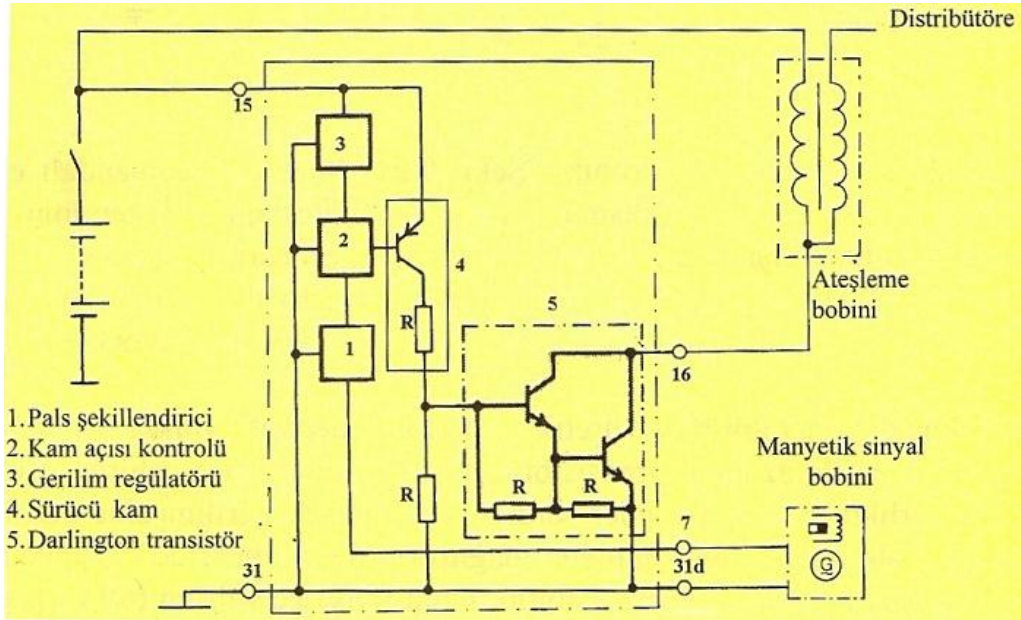 Distribütöre
15
3
2
4
Ateşleme
bobini
R
5
1
16
1.Pals şekillendirici
2.Kam açısı kontrolü
3.Gerilim regülatörü
4.Sürücü kam
5.Darlington transistör
Manyetik sinyal
bobini
R
R
R
7
31
31d
G